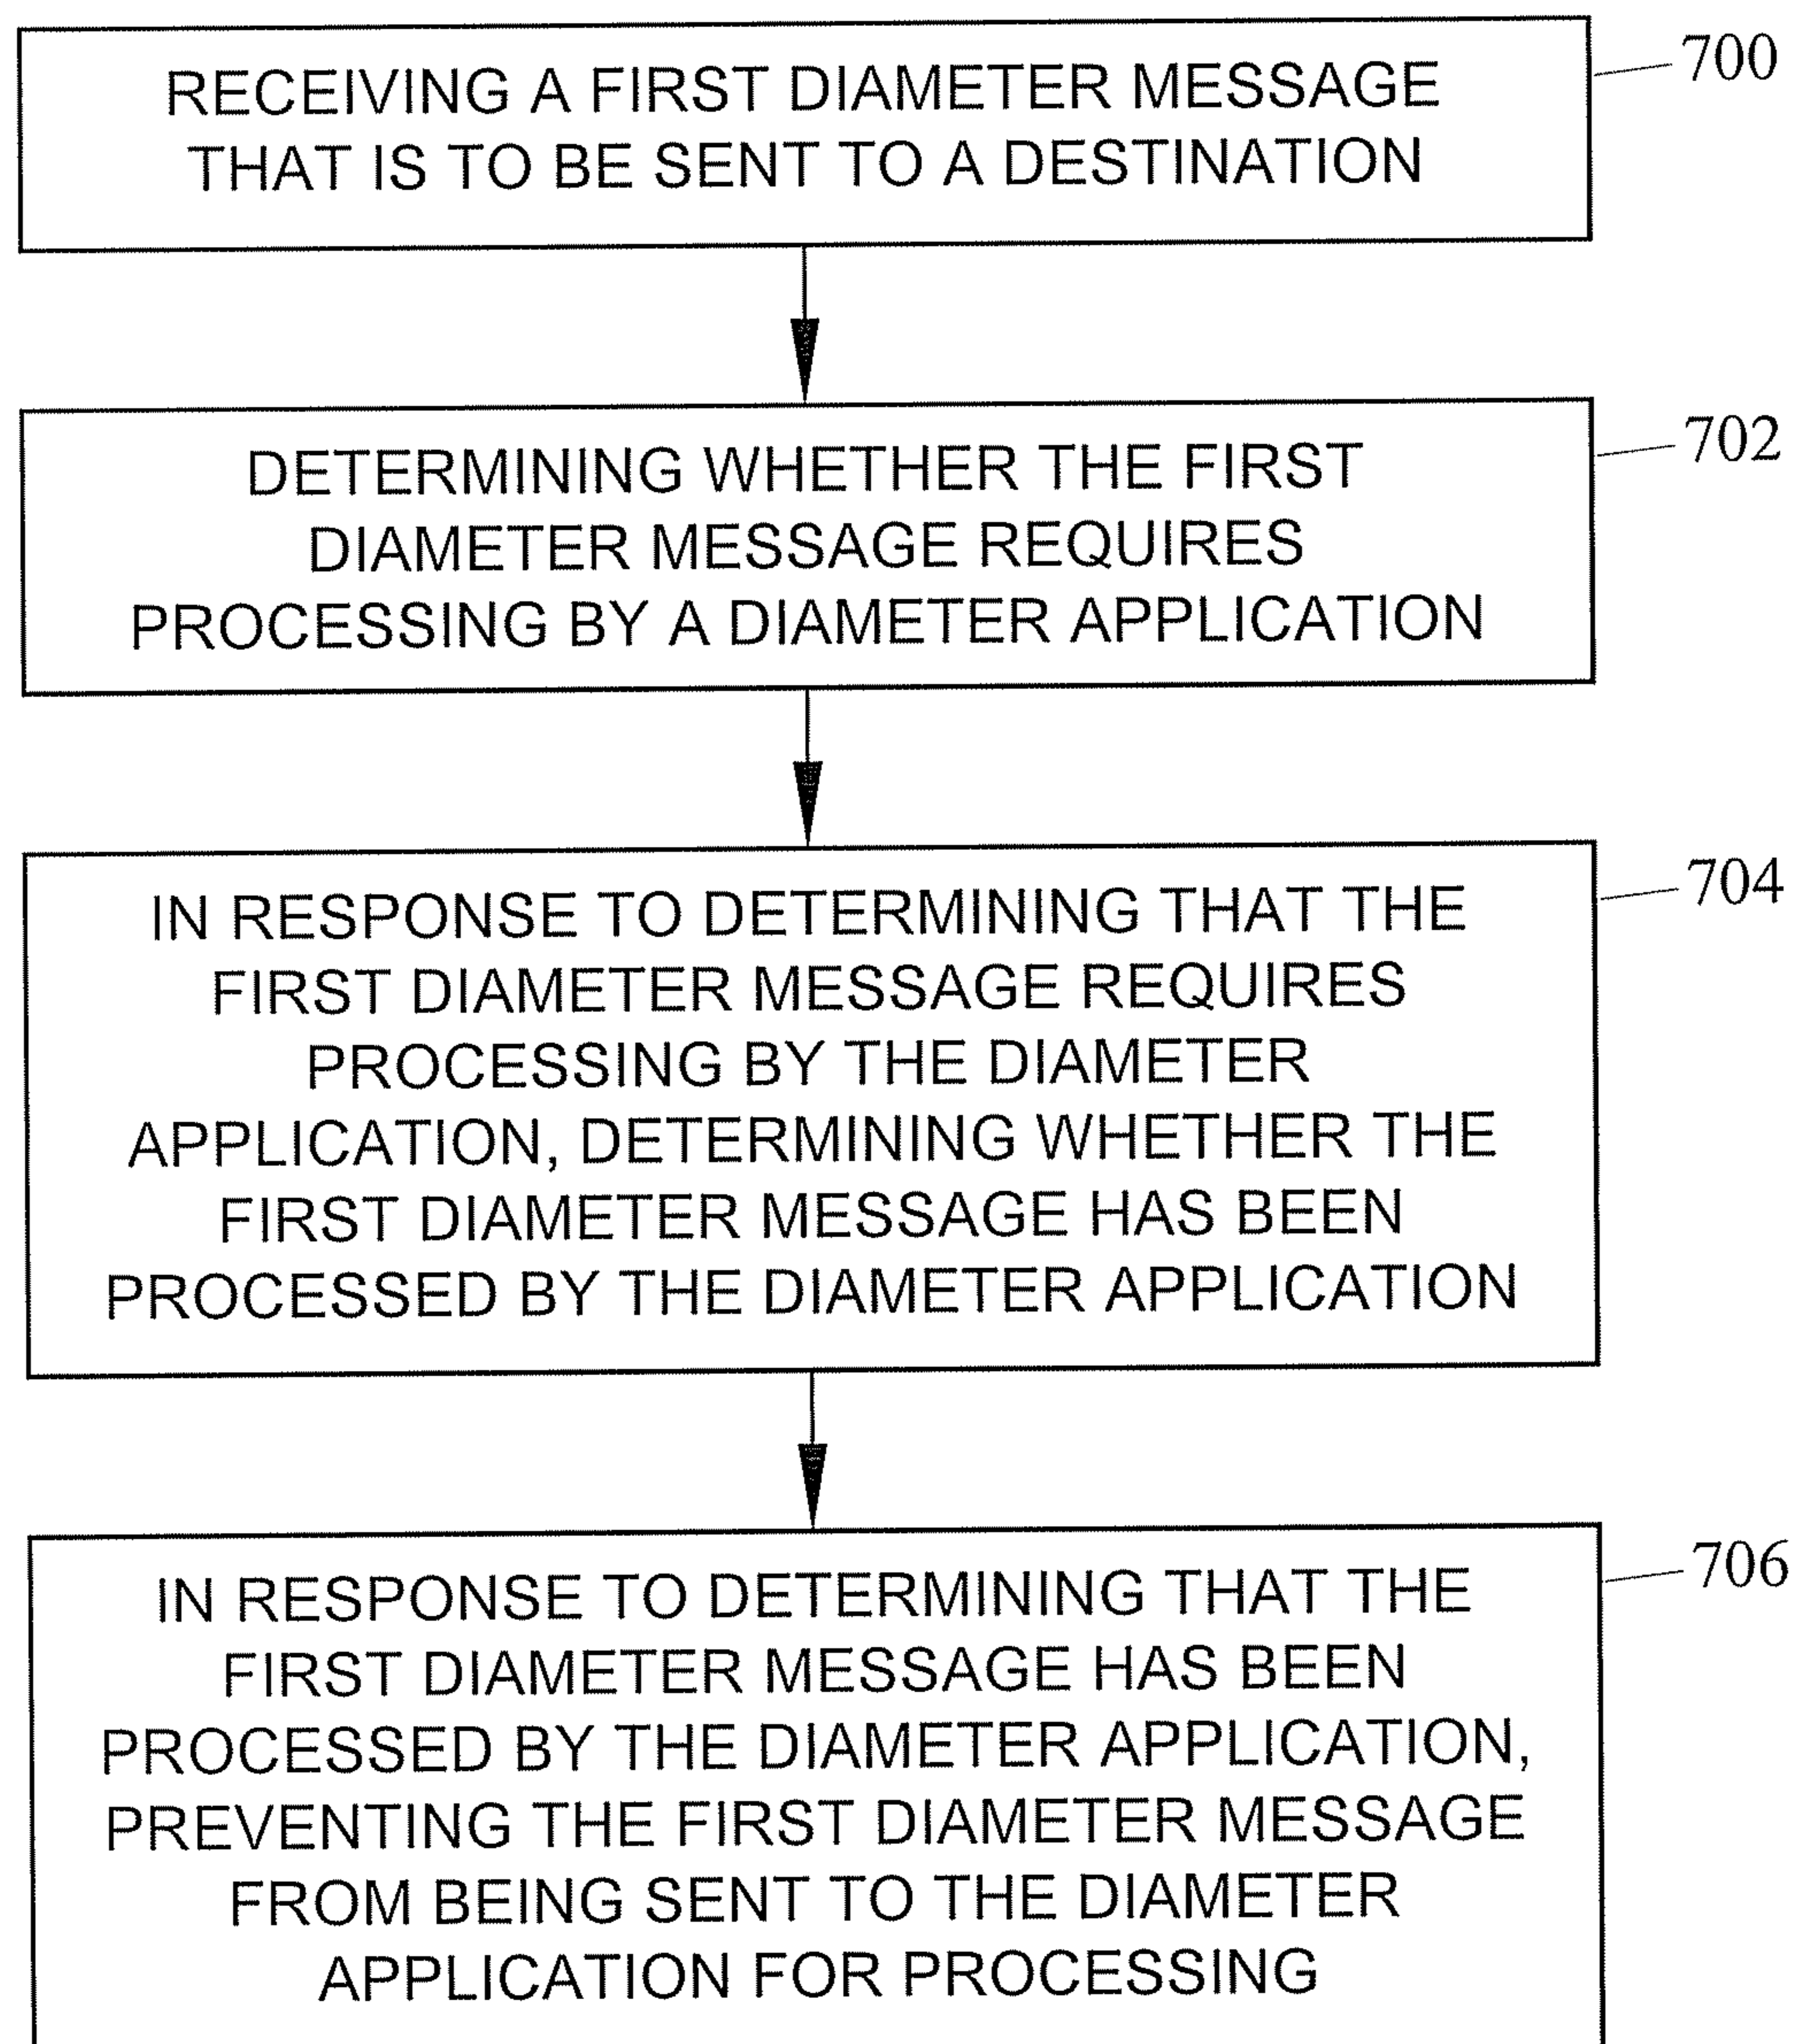 RECEIVING A FIRST DIAMETER MESSAGE
THAT IS TO BE SENT TO A DESTINATION
700
DETERMINING WHETHER THE FIRST
DIAMETER MESSAGE REQUIRES
PROCESSING BY A DIAMETER APPLICATION
702
IN RESPONSE TO DETERMINING THAT THE
FIRST DIAMETER MESSAGE REQUIRES
PROCESSING BY THE DIAMETER
APPLICATION, DETERMINING WHETHER THE
FIRST DIAMETER MESSAGE HAS BEEN
PROCESSED BY THE DIAMETER APPLICATION
704
IN RESPONSE TO DETERMINING THAT THE
FIRST DIAMETER MESSAGE HAS BEEN
PROCESSED BY THE DIAMETER APPLICATION,
PREVENTING THE FIRST DIAMETER MESSAGE
FROM BEING SENT TO THE DIAMETER
APPLICATION FOR PROCESSING
706